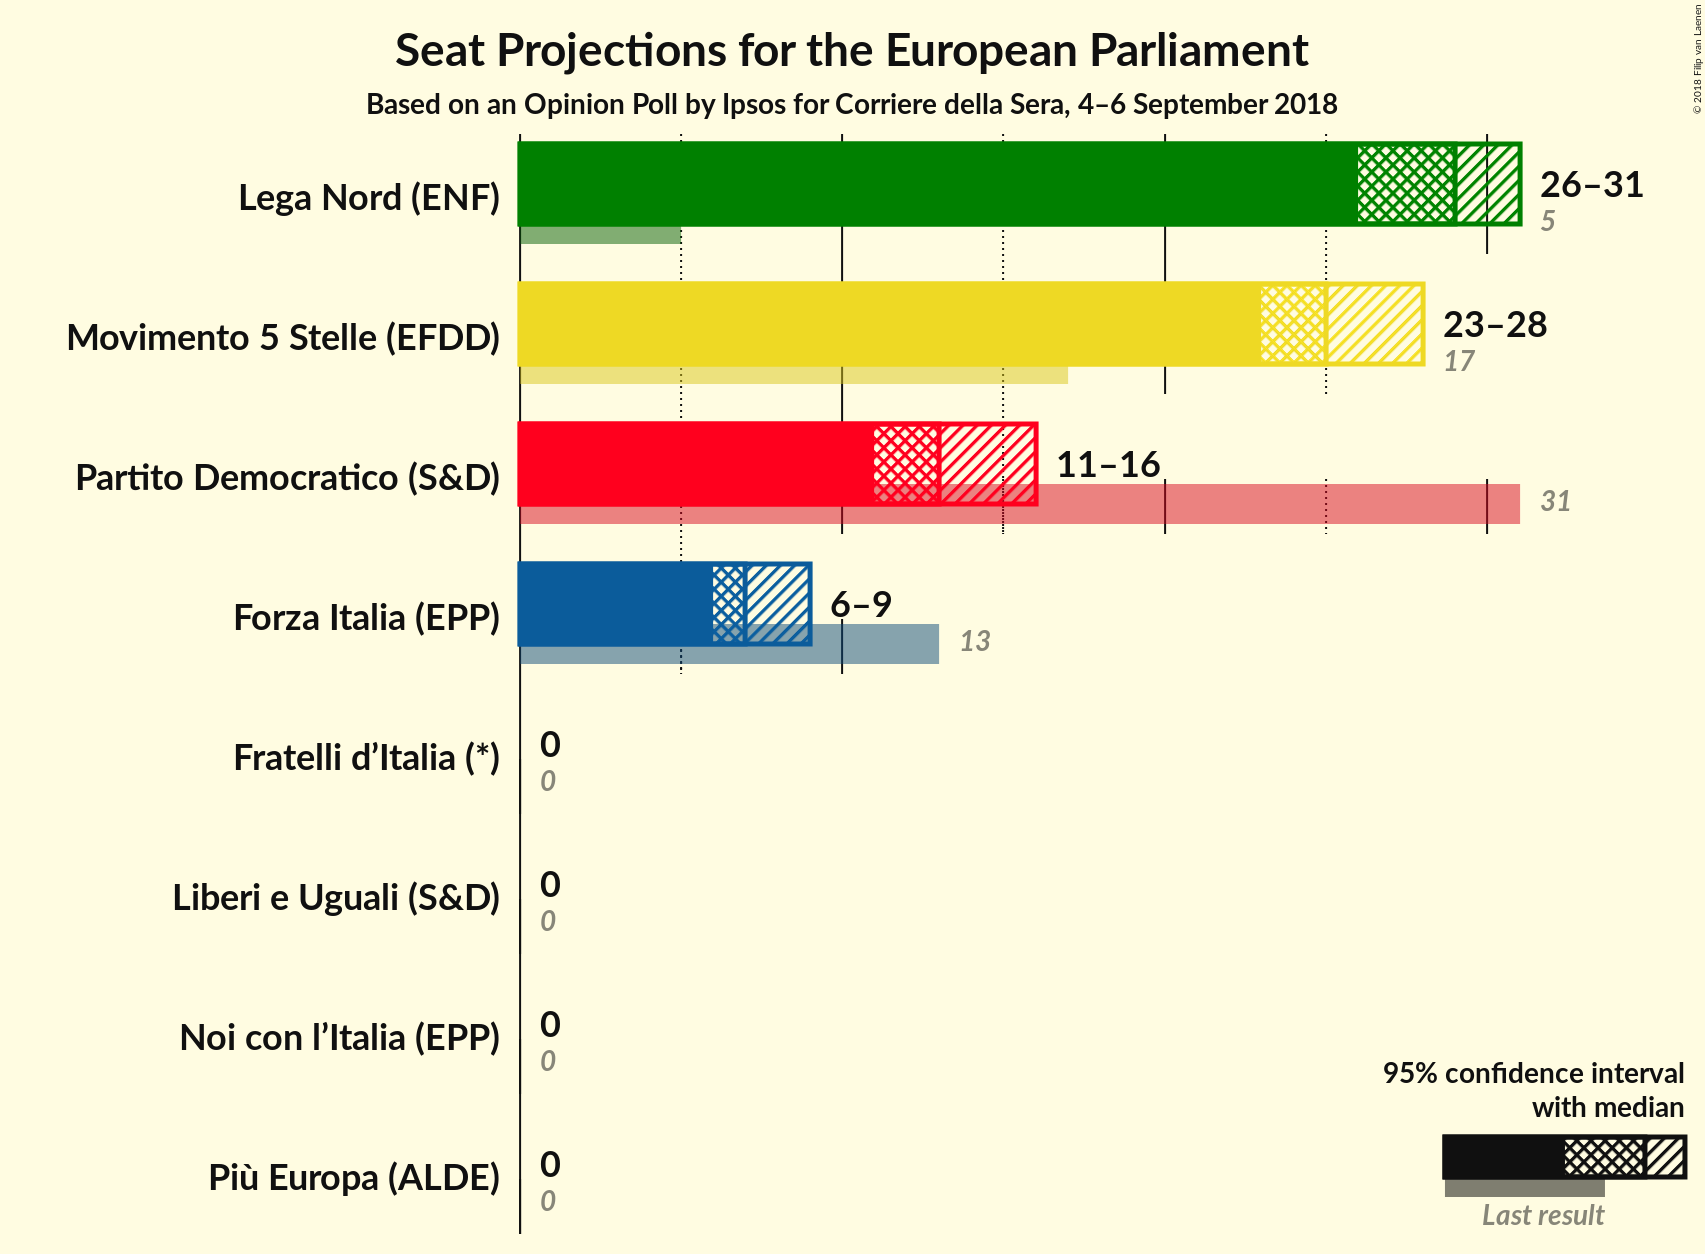 Seat Projections for the European Parliament
Based on an Opinion Poll by Ipsos for Corriere della Sera, 4–6 September 2018
© 2018 Filip van Laenen
Lega Nord (ENF)
26–31
5
Movimento 5 Stelle (EFDD)
23–28
17
Partito Democratico (S&D)
11–16
31
Forza Italia (EPP)
6–9
13
Fratelli d’Italia (*)
0
0
Liberi e Uguali (S&D)
0
0
Noi con l’Italia (EPP)
0
0
Più Europa (ALDE)
0
0
95% confidence interval
with median
Last result